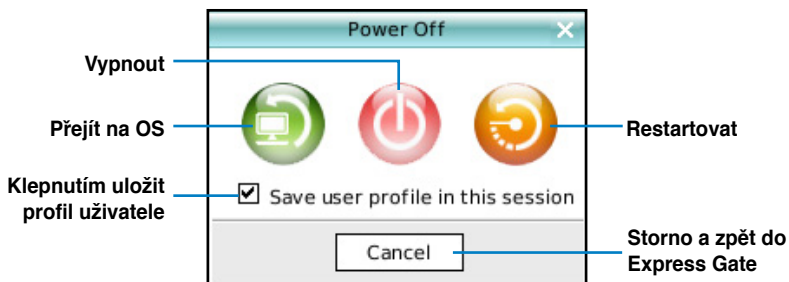 Power Off
Vypnout
Přejít na OS
Restartovat
Klepnutím uložit
profil uživatele
Save user profile in this session
Cancel
Storno a zpět do
Express Gate